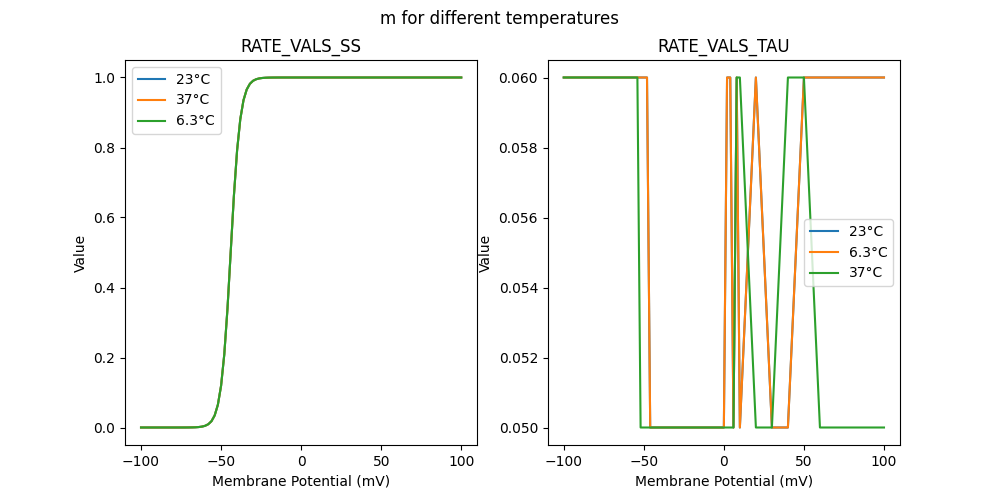 m for different temperatures
RATE_VALS_SS
23°C
37°C
6.3°C
1.0
0.8
0.6
0.4
0.2
0.0
Value
−100
−50
0
50
100
Membrane Potential (mV)
RATE_VALS_TAU
0.060
0.058
0.056
0.054
0.052
0.050
Value
23°C
6.3°C
37°C
−100
−50
0
50
100
Membrane Potential (mV)